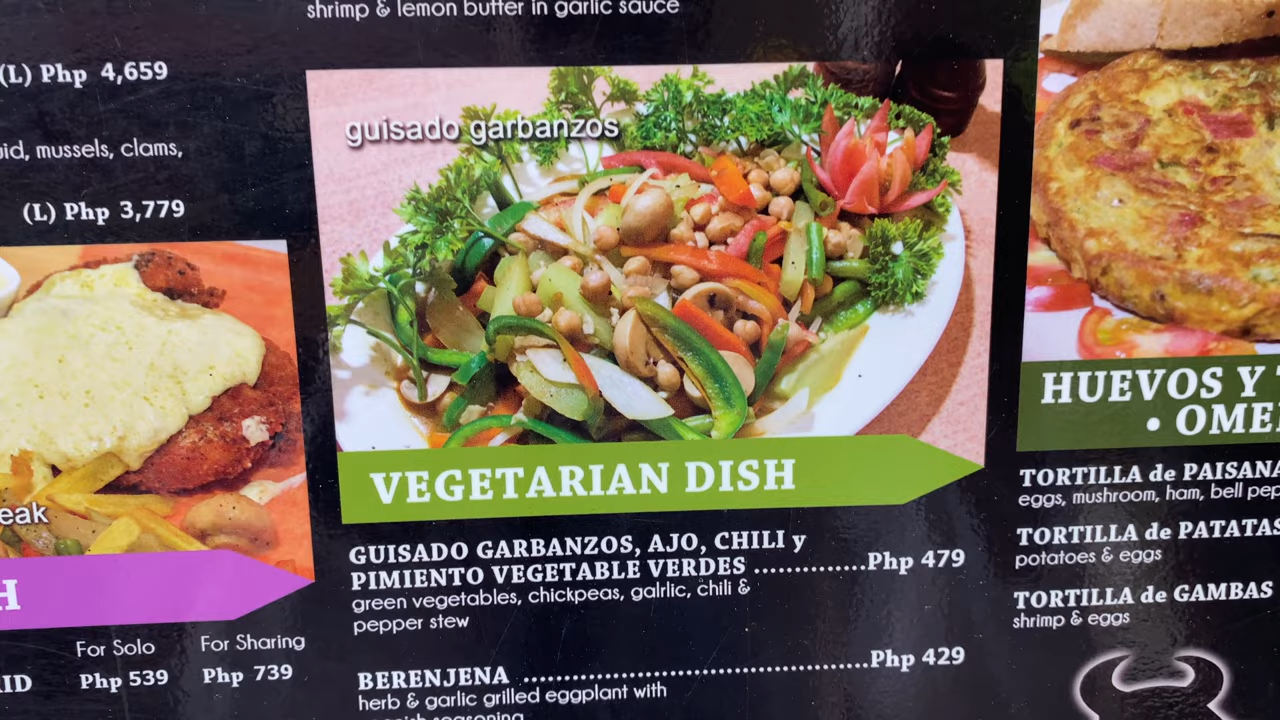 shrimp & lemon butter in garlic sauce
(L) Php 4,659
mussels, clams,
(L) Php 3,779
guisado garbanzos
VEGETARIAN DISH
GUISADO GARBANZOS, AJO, CHILI y
PIMIENTO VEGETABLE VERDES ..............Php 479
green vegetables, chickpeas, galrlic, chili &
pepper stew
BERENJENA ............................................Php 429
herb & garlic grilled eggplant with
seasoning
For Solo For Sharing
Php 539 Php 739
HUEVOS Y
• OME
TORTILLA de PAISANA
eggs, mushroom, ham, bell pep
TORTILLA de PATATAS
potatoes & eggs
TORTILLA de GAMBAS
shrimp & eggs